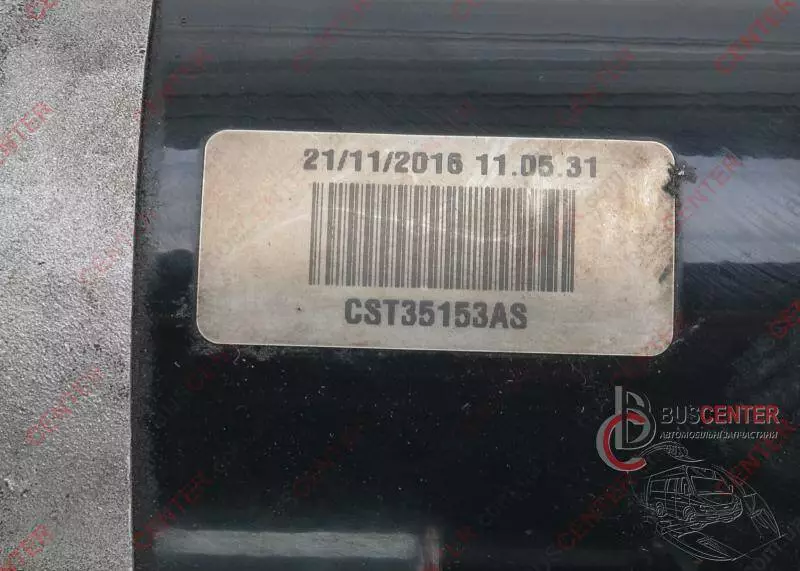 21/11/2016 11.05.31
CST35153AS
BUSCENTER
АВТОМОБІЛЬНІ ЗАПЧАСТИНИ